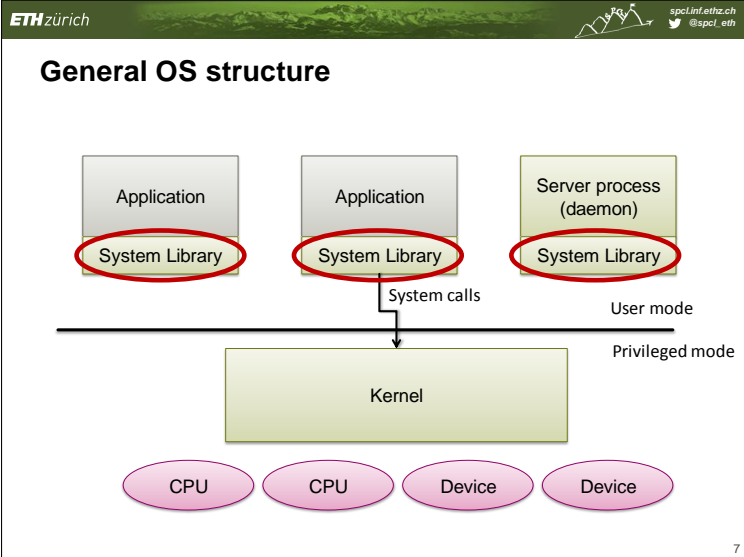 ETH zürich
spcl.inf.ethz.ch
@spcl_eth
General OS structure
Application
Application
Server process
(daemon)
System Library
System Library
System Library
System calls
User mode
Privileged mode
Kernel
CPU
CPU
Device
Device
7